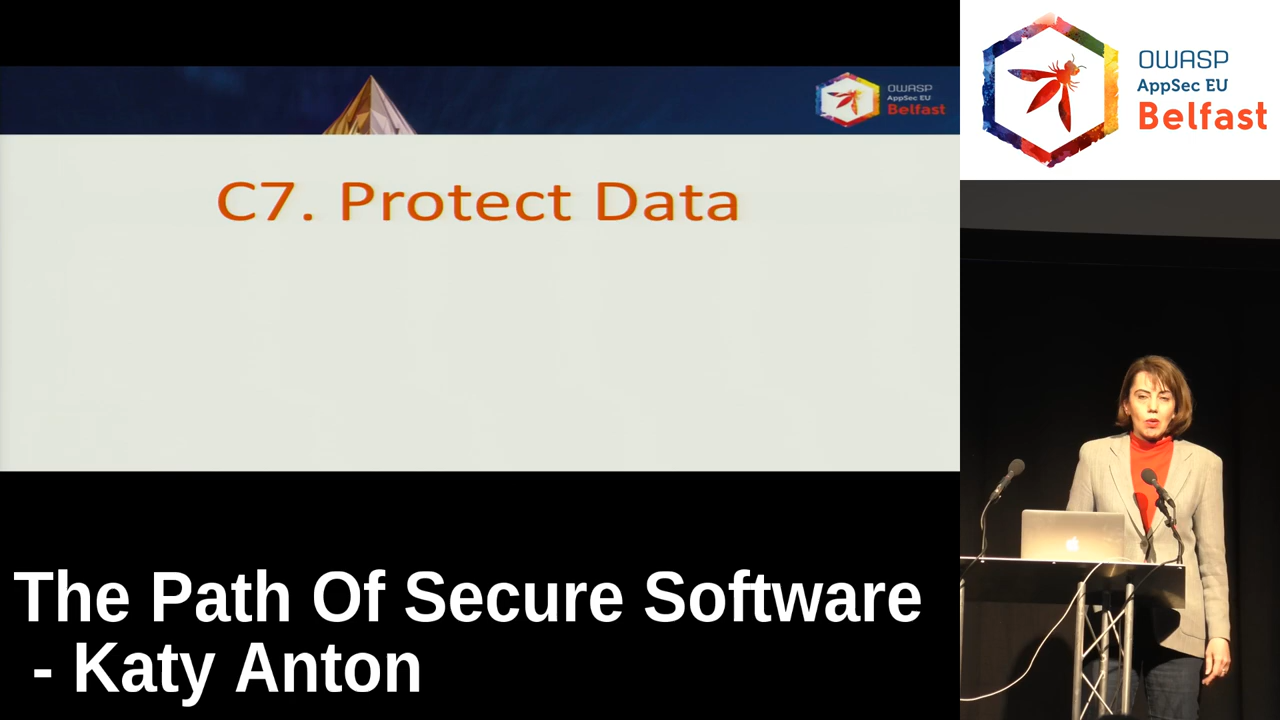 OWASP
AppSec EU
Belfast
C7. Protect Data
OWASP
AppSec EU
Belfast
The Path Of Secure Software
- Katy Anton